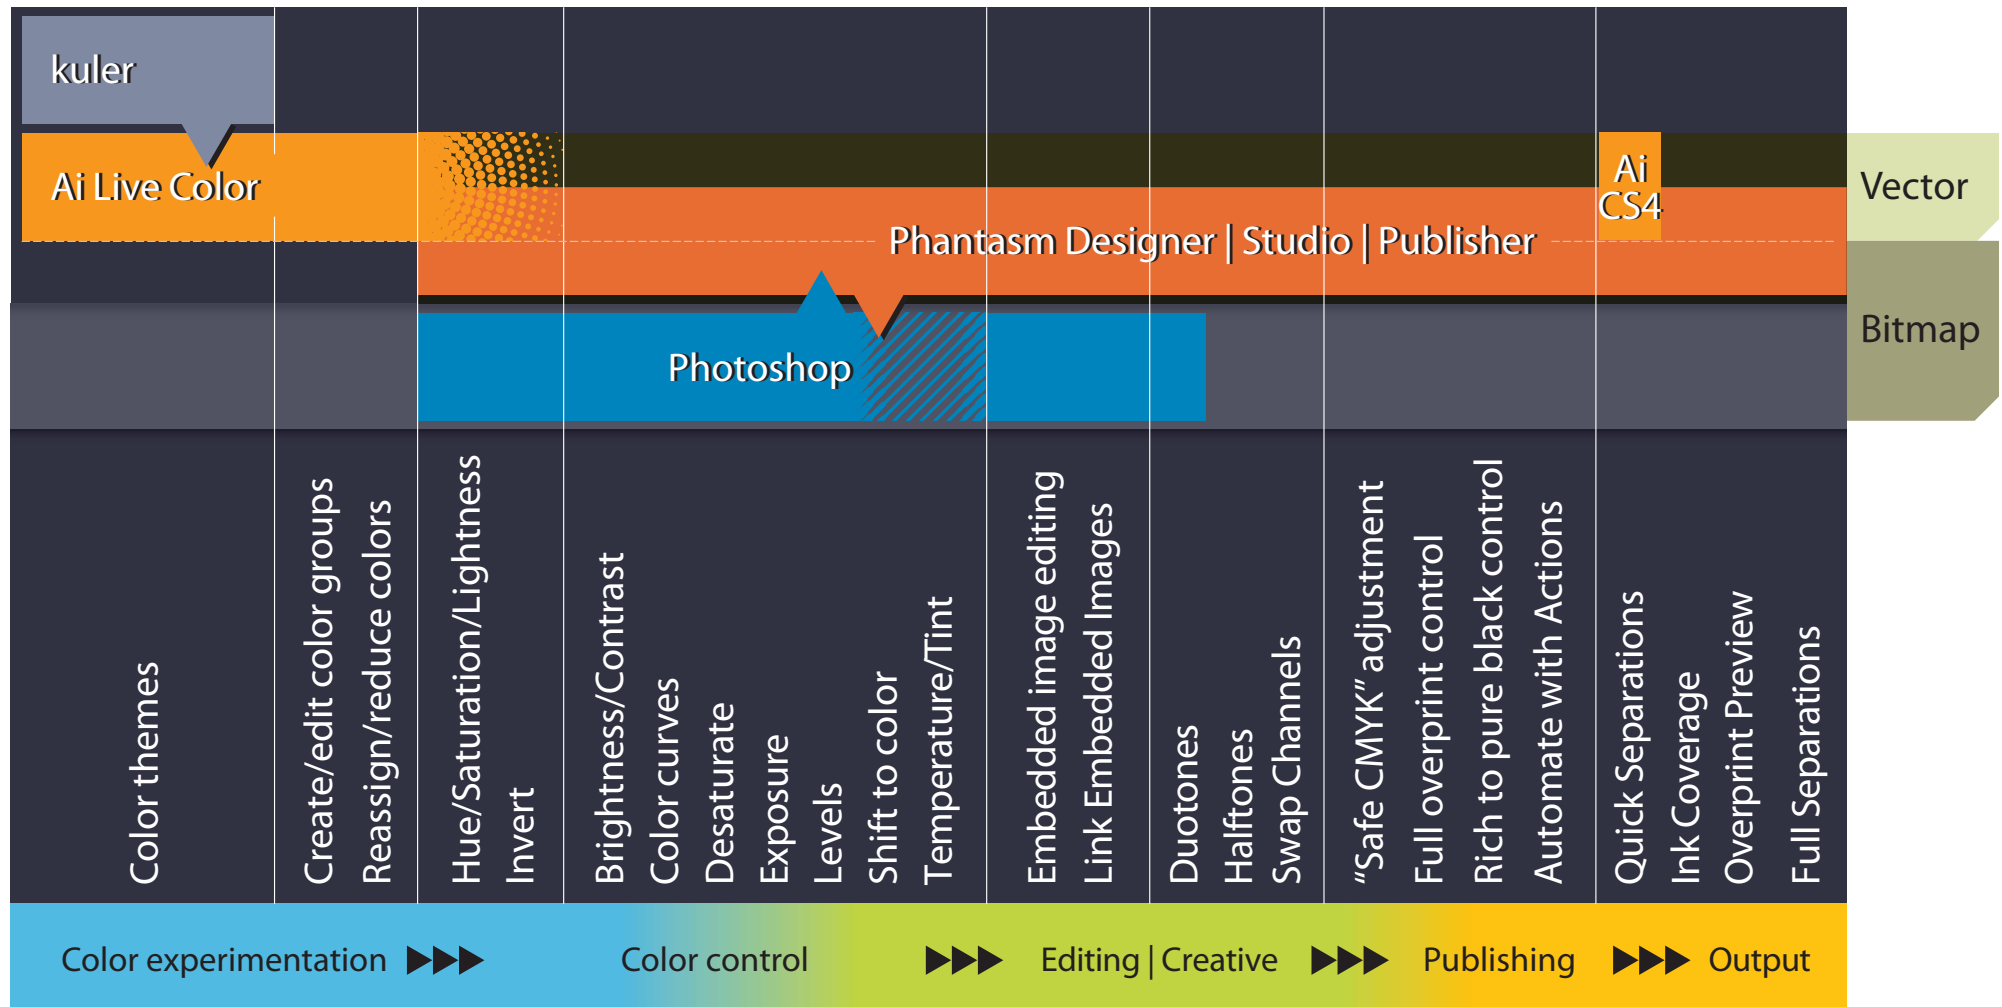 kuler
Ai Live Color
Ai
CS4
Vector
Phantasm Designer | Studio | Publisher
Bitmap
Photoshop
Color themes
Create/edit color groups
Reassign/reduce colors
Hue/Saturation/Lightness
Invert
Brightness/Contrast
Color curves
Desaturate
Exposure
Levels
Shift to color
Temperature/Tint
Embedded image editing
Link Embedded Images
Duotones
Halftones
Swap Channels
“Safe CMYK” adjustment
Full overprint control
Rich to pure black control
Automate with Actions
Quick Separations
Ink Coverage
Overprint Preview
Full Separations
Color experimentation
Color control
Editing | Creative
Publishing
Output